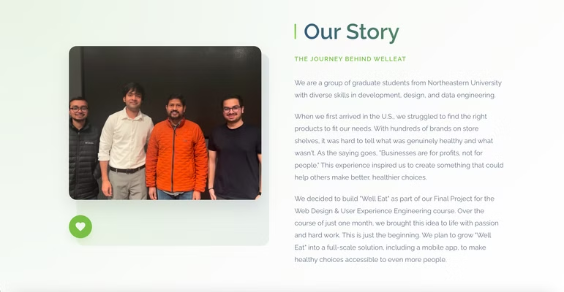 Our Story
THE JOURNEY BEHIND WELLEAT
We are a group of graduate students from Northeastern University
with diverse skills in development, design, and data engineering.
When we first arrived in the U.S., we struggled to find the right
products to fit our needs. With hundreds of brands on store
shelves, it was hard to tell what was genuinely healthy and what
wasn't. As the saying goes, "Businesses are for profits, not for
people." This experience inspired us to create something that could
help others make better, healthier choices.
We decided to build "Well Eat" as part of our Final Project for the
Web Design & User Experience Engineering course. Over the
course of just one month, we brought this idea to life with passion
and hard work. This is just the beginning. We plan to grow "Well
Eat" into a full-scale solution, including a mobile app, to make
healthy choices accessible to even more people.